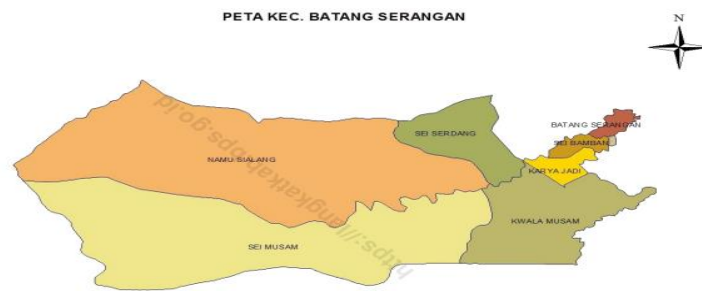 PETA KEC. BATANG SERANGAN
N
BATANG SERANGAN
SEI SERDANG
SEI BAMBAN
NAMU SIALANG
KARYA JADI
KWALA MUSAM
SEI MUSAM
https://langkatkab.bps.go.id